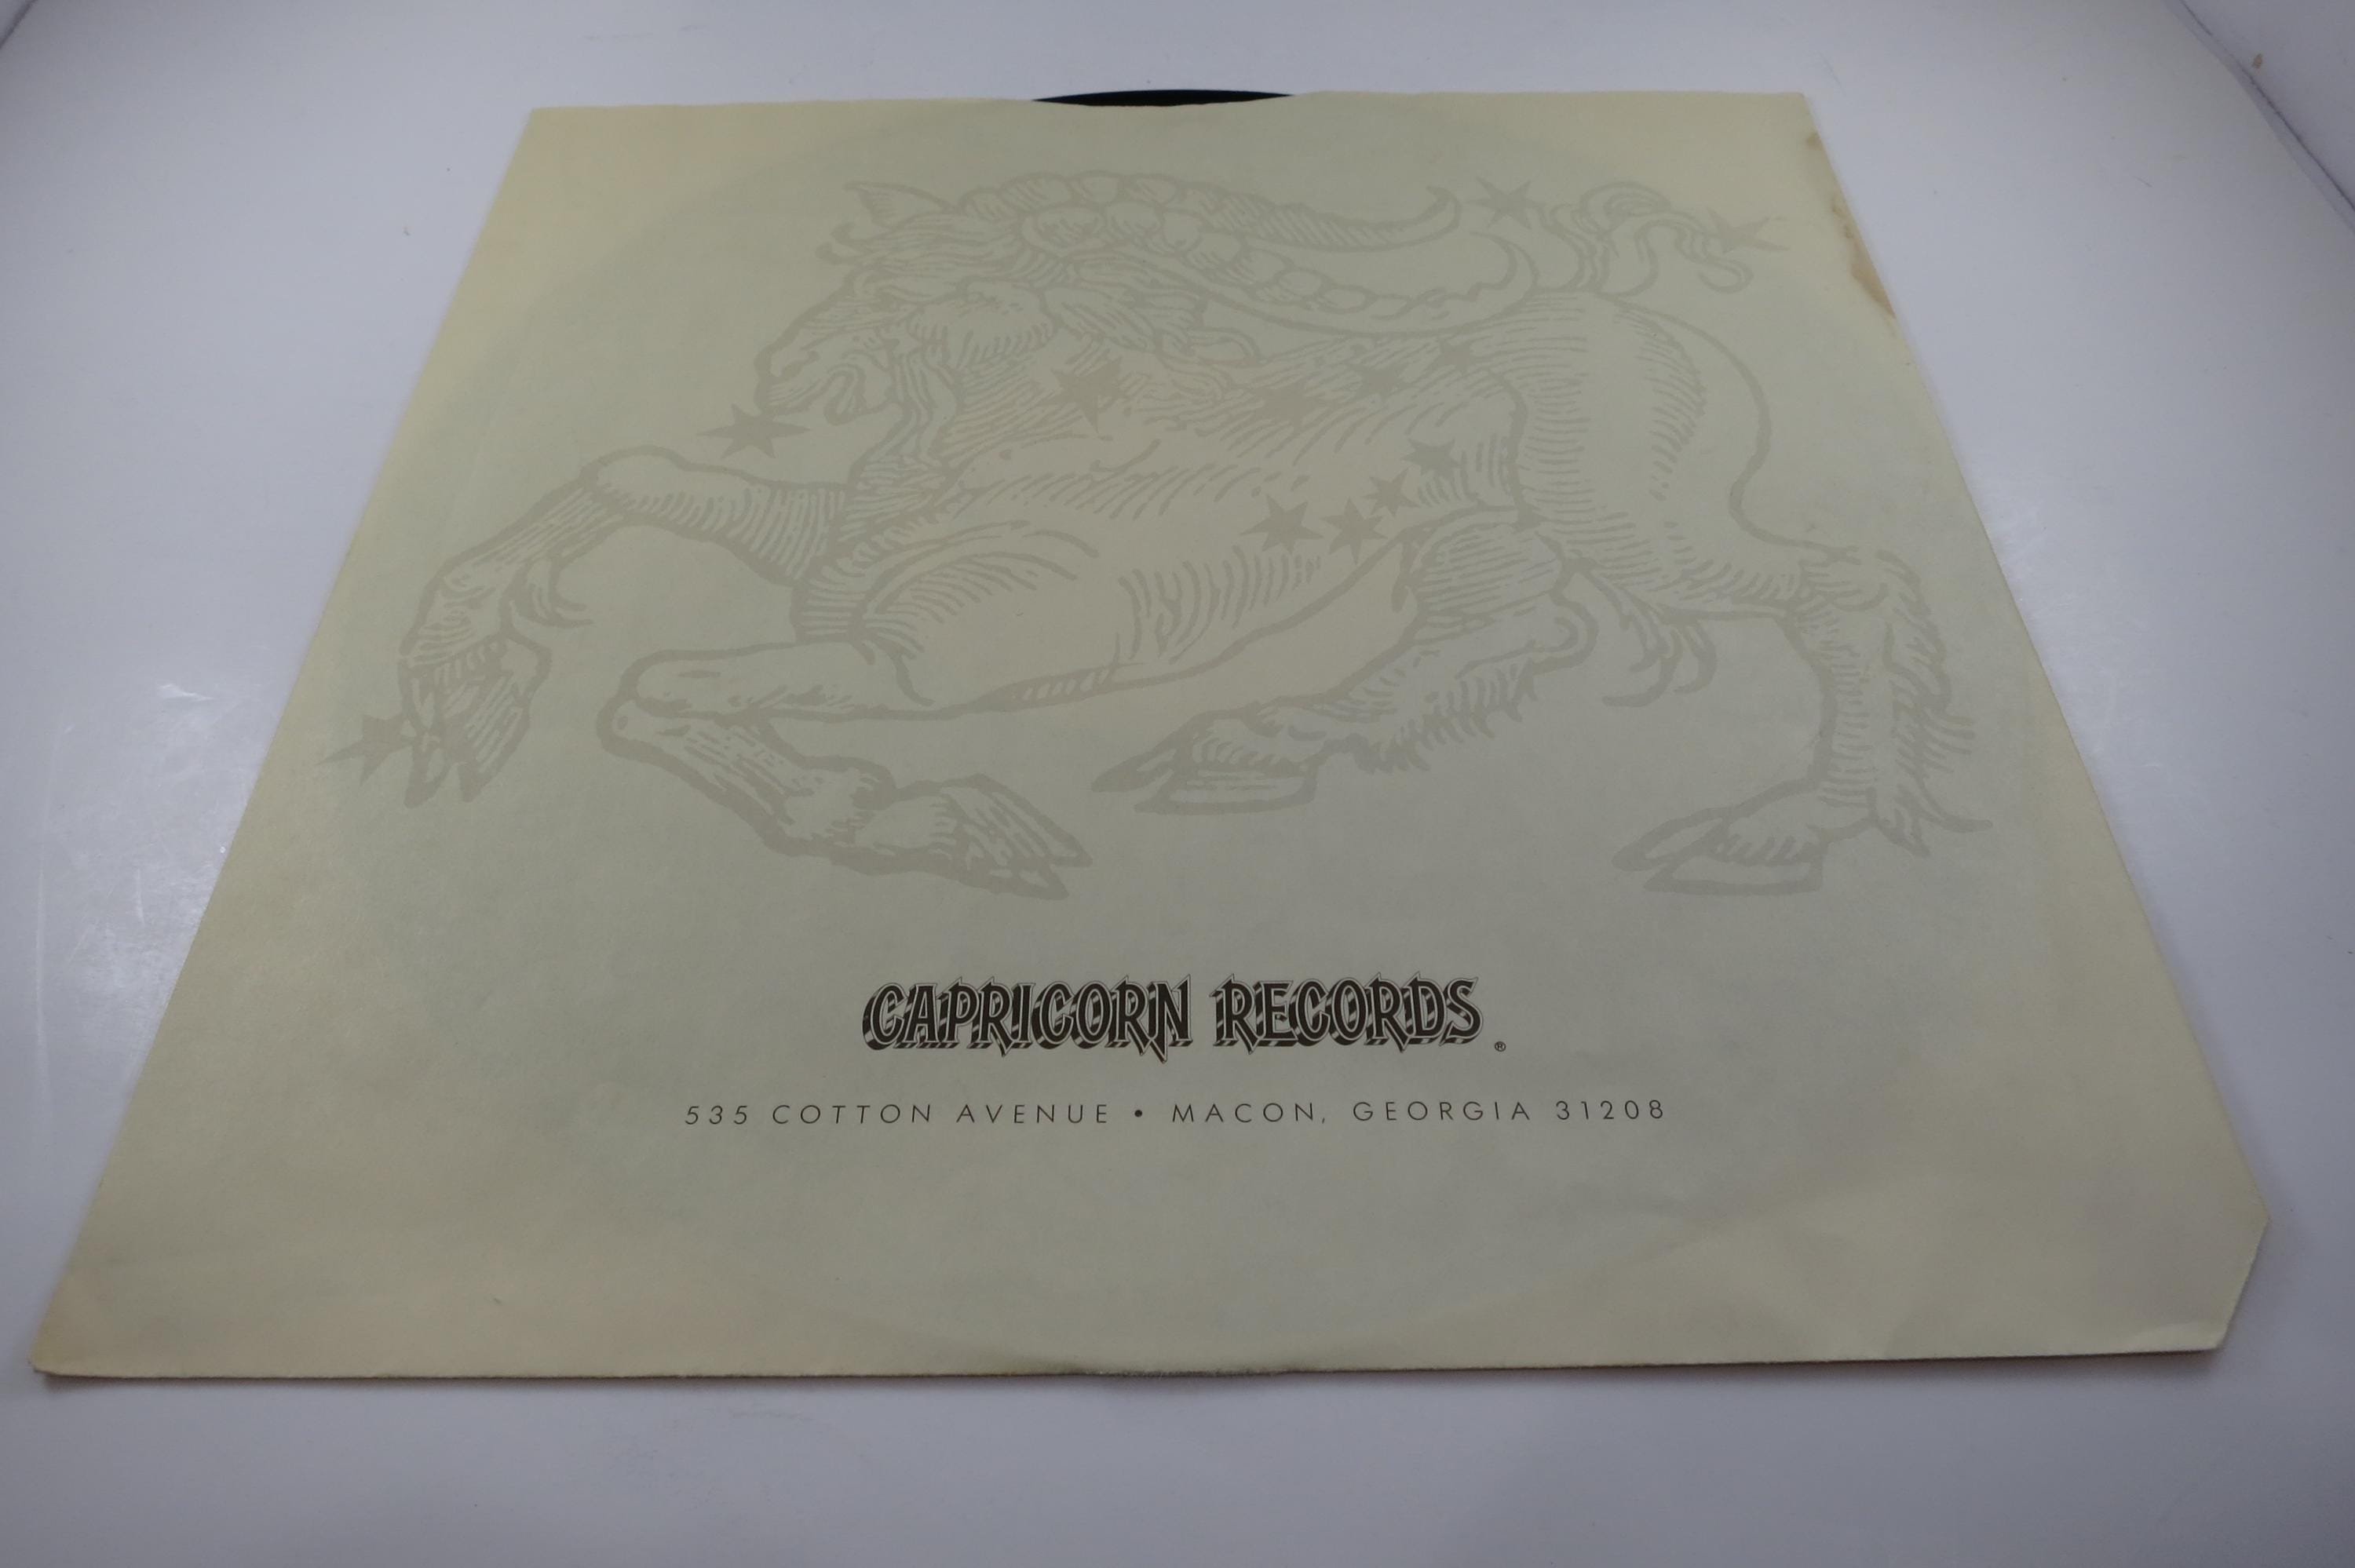 CAPRICORN RECORDS ®
535 COTTON AVENUE • MACON, GEORGIA 31208